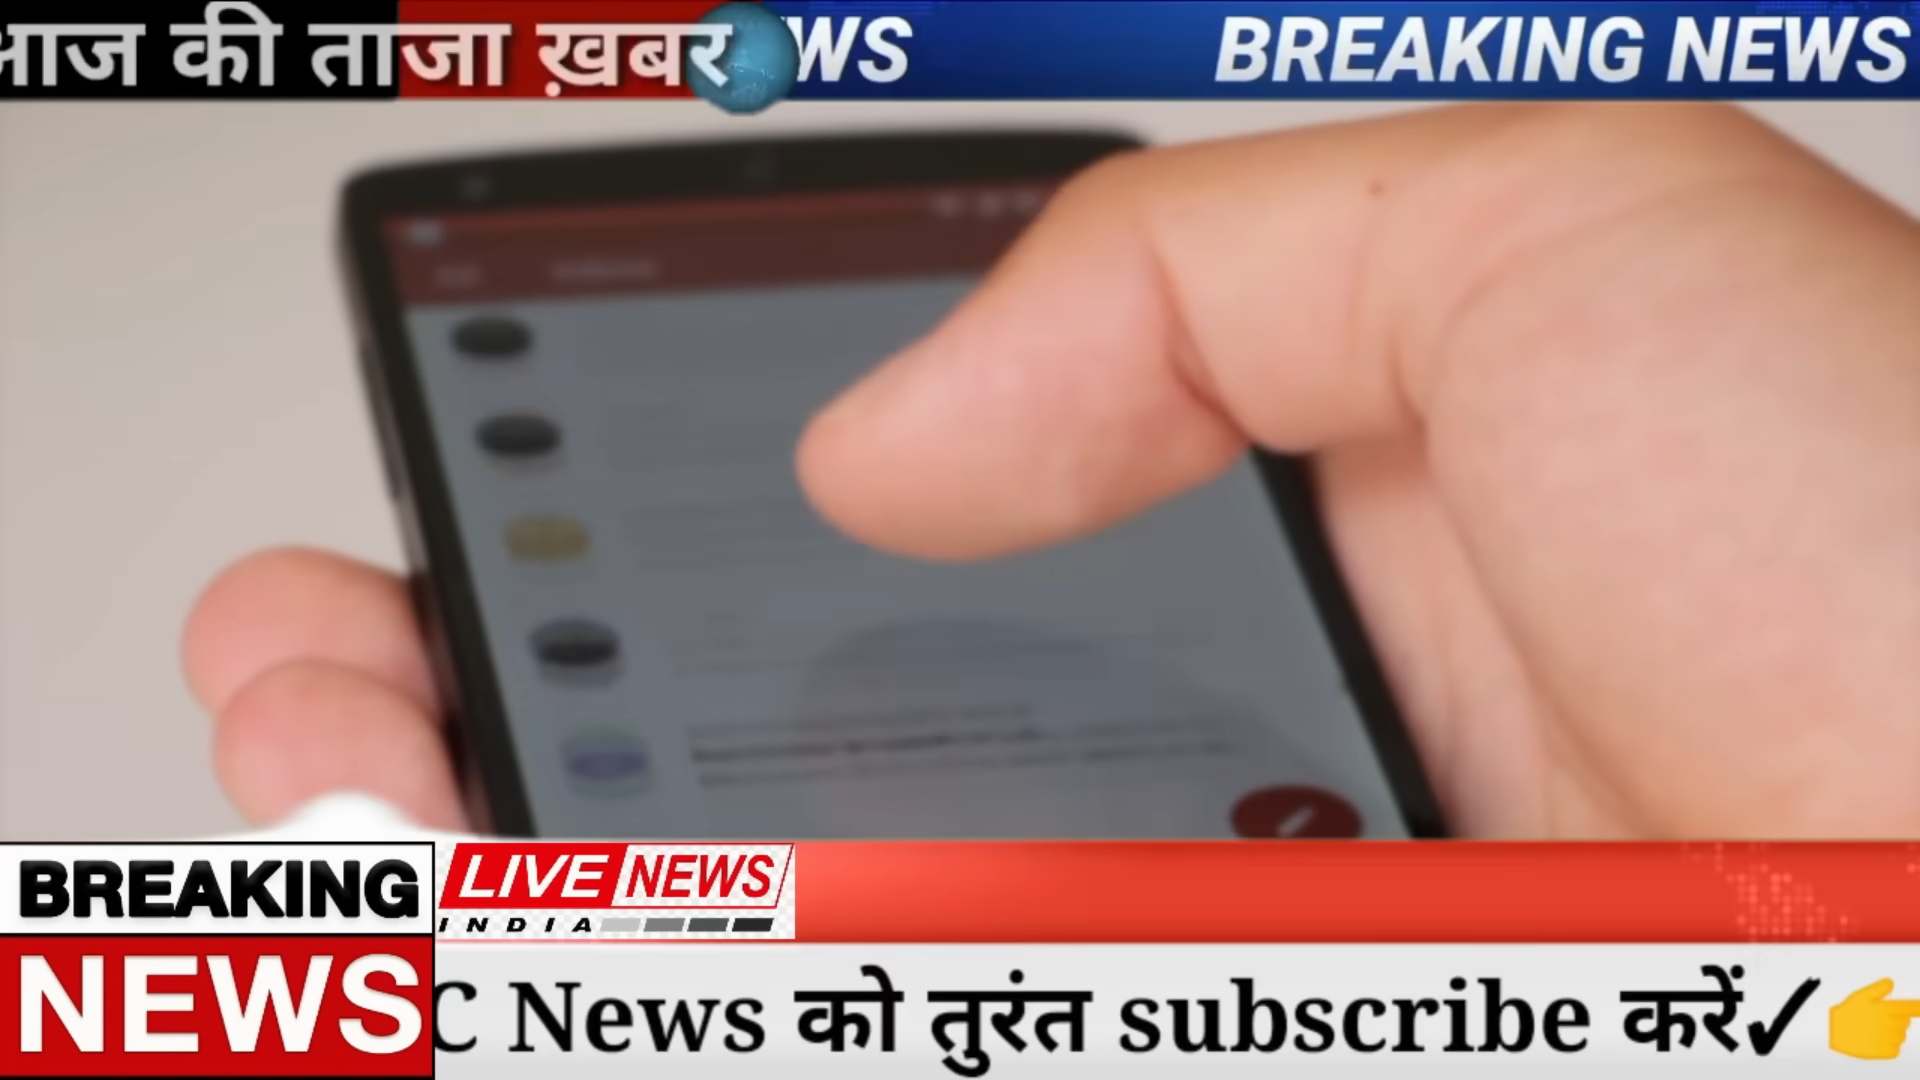 आज की ताजा ख़बर
WS
BREAKING NEWS
BREAKING
NEWS
LIVE NEWS
INDIA
C News को तुरंत subscribe करें✓👉